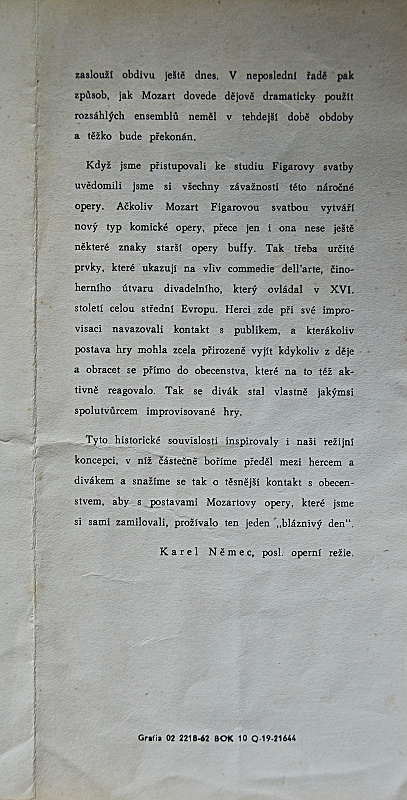 zaslouží obdivu ještě dnes. V neposlední řadě pak
způsob, jak Mozart dovede dějově dramaticky použít
rozsáhlých ensemblů neměl v tehdejší době obdoby
a těžko bude překonán.
Když jsme přistupovali ke studiu Figarovy svatby
uvědomili jsme si všechny závažnosti této náročné
opery. Ačkoliv Mozart Figarovou svatbou vytváří
nový typ komické opery, přece jen i ona nese ještě
některé znaky starší opery buffy. Tak třeba určité
prvky, které ukazují na vliv commedie dell'arte, čino-
herního útvaru divadelního, který ovládal v XVI.
století celou střední Evropu. Herci zde při své impro-
visaci navazovali kontakt s publikem, a kterákoliv
postava hry mohla zcela přirozeně vyjít kdykoliv z děje
a obracet se přímo do obecenstva, které na to též ak-
tivně reagovalo. Tak se divák stal vlastně jakýmsi
spolutvůrcem improvisované hry.
Tyto historické souvislosti inspirovaly i naši režijní
koncepci, v níž částečně boříme předěl mezi hercem a
divákem a snažíme se tak o těsnější kontakt s obecen-
stvem, aby s postavami Mozartovy opery, které jsme
si sami zamilovali, prožívalo ten jeden „bláznivý den“.
Karel Němec, posl. operní režie.
Grafia 02 2218-62 BOK 10 Q-19-21644